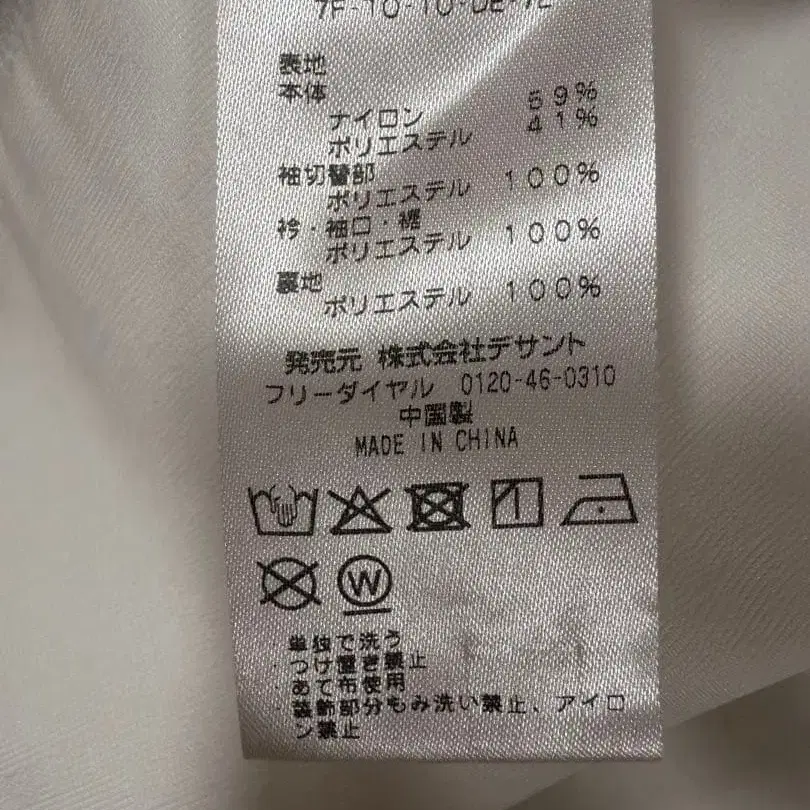 表地
本体
ナイロン 59%
ポリエステル 41%
袖切替部
ポリエステル 100%
衿・袖口・裾
ポリエステル 100%
裏地
ポリエステル 100%
発売元 株式会社デサント
フリーダイヤル 0120-46-0310
中国製
MADE IN CHINA
W
・単独で洗う
・つけ置き禁止
・あて布使用
・装飾部分もみ洗い禁止、アイロ
ン禁止